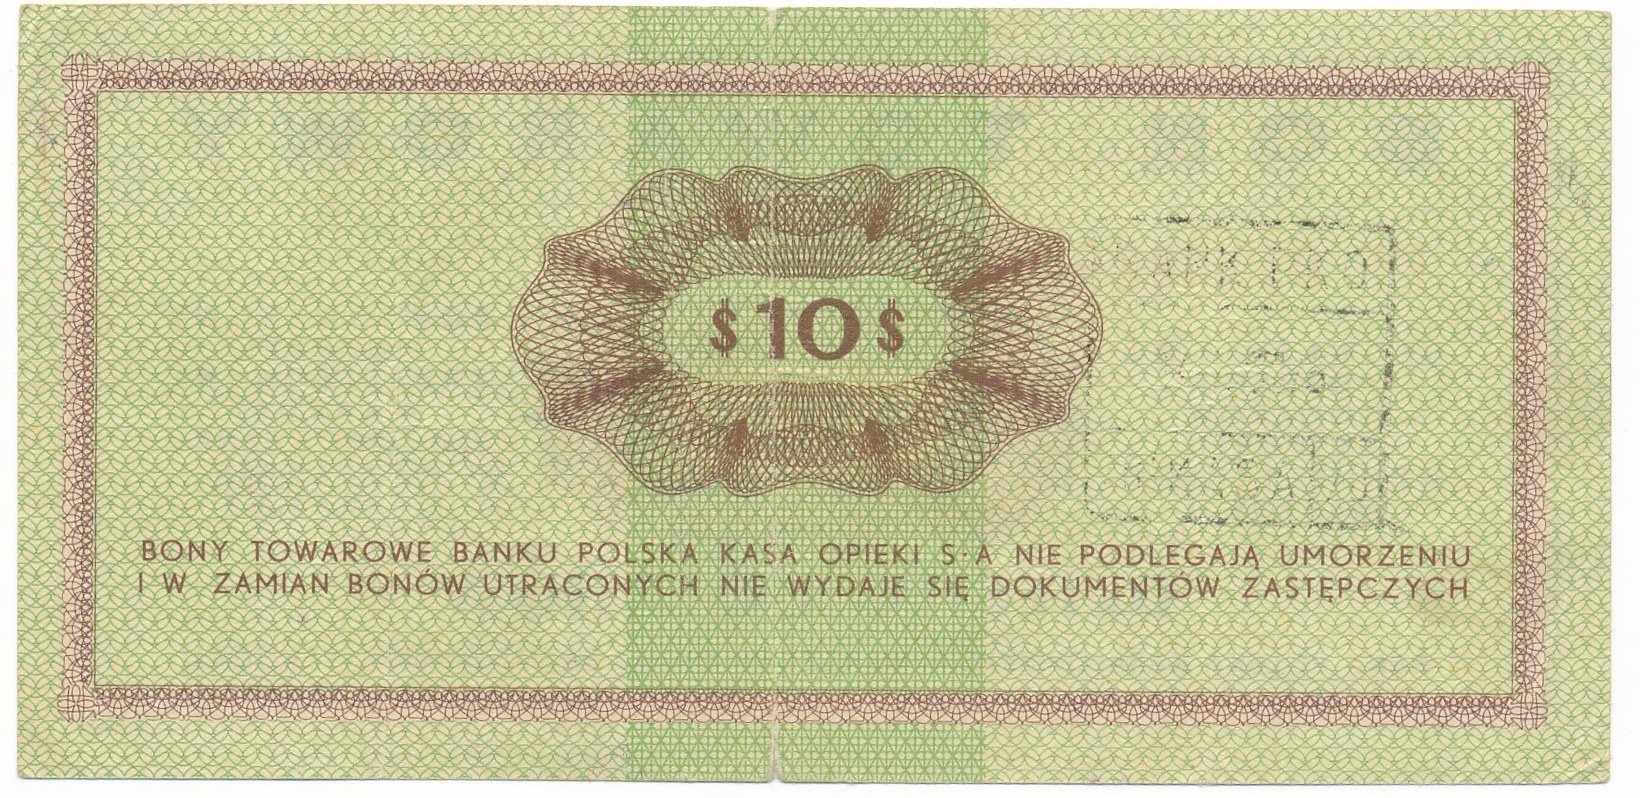 $10$
BONY TOWAROWE BANKU POLSKA KASA OPIEKI S·A NIE PODLEGAJĄ UMORZENIU
I W ZAMIAN BONÓW UTRACONYCH NIE WYDAJE SIĘ DOKUMENTÓW ZASTĘPCZYCH